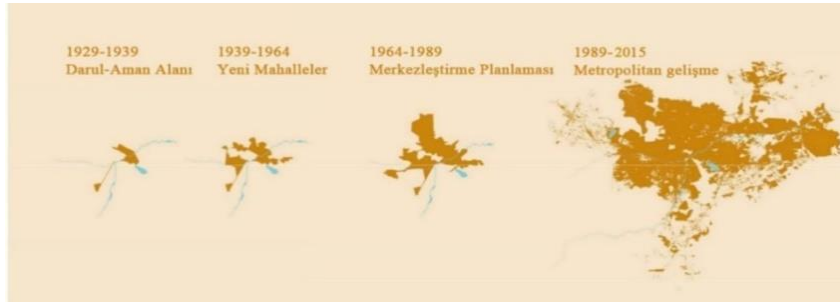 1929-1939
Darul-Aman Alanı
1939-1964
Yeni Mahalleler
1964-1989
Merkezleştirme Planlaması
1989-2015
Metropolitan gelişme